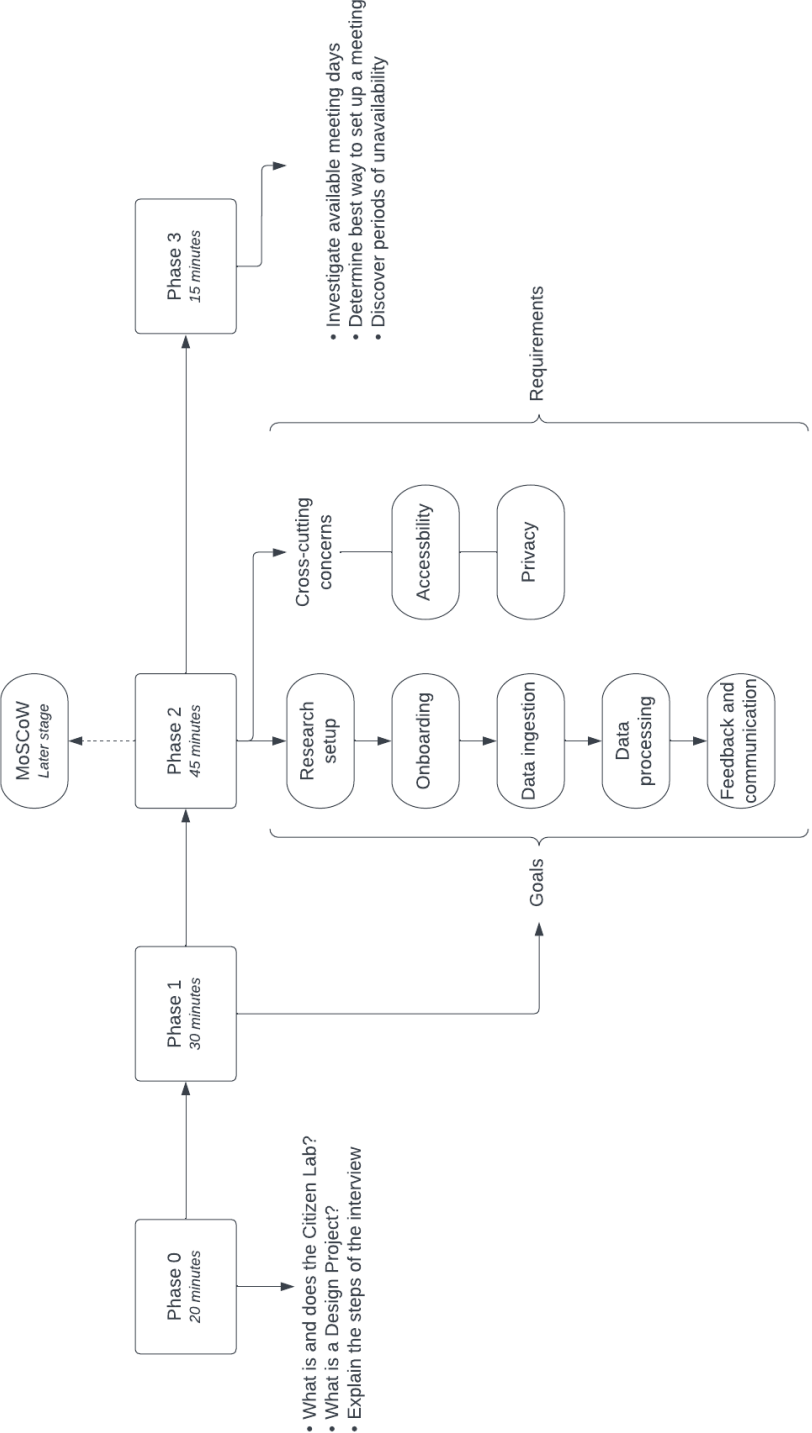 MoSCoW
Later stage
Phase 0
20 minutes
Phase 1
30 minutes
Phase 2
45 minutes
Phase 3
15 minutes
• What is and does the Citizen Lab?
• What is a Design Project?
• Explain the steps of the interview
Goals
Research
setup
Onboarding
Data ingestion
Data
processing
Feedback and
communication
Cross-cutting
concerns
Accessbility
Privacy
Requirements
• Investigate available meeting days
• Determine best way to set up a meeting
• Discover periods of unavailability